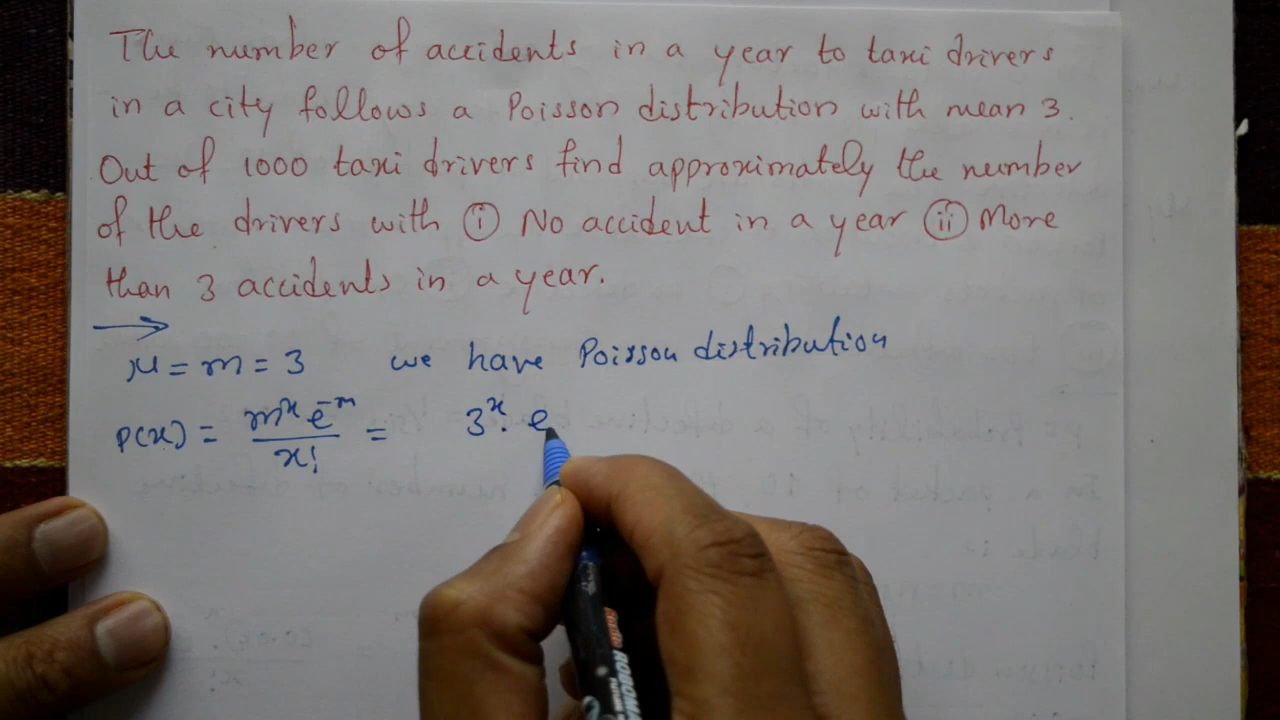 The number of accidents in a year to taxi drivers
in a city follows a Poisson distribution with mean 3.
Out of 1000 taxi drivers find approximately the number
of the drivers with (i) No accident in a year (ii) More
than 3 accidents in a year.
μ = m = 3 we have Poisson distribution
P(x) = m^x e^-m / x! = 3^x . e